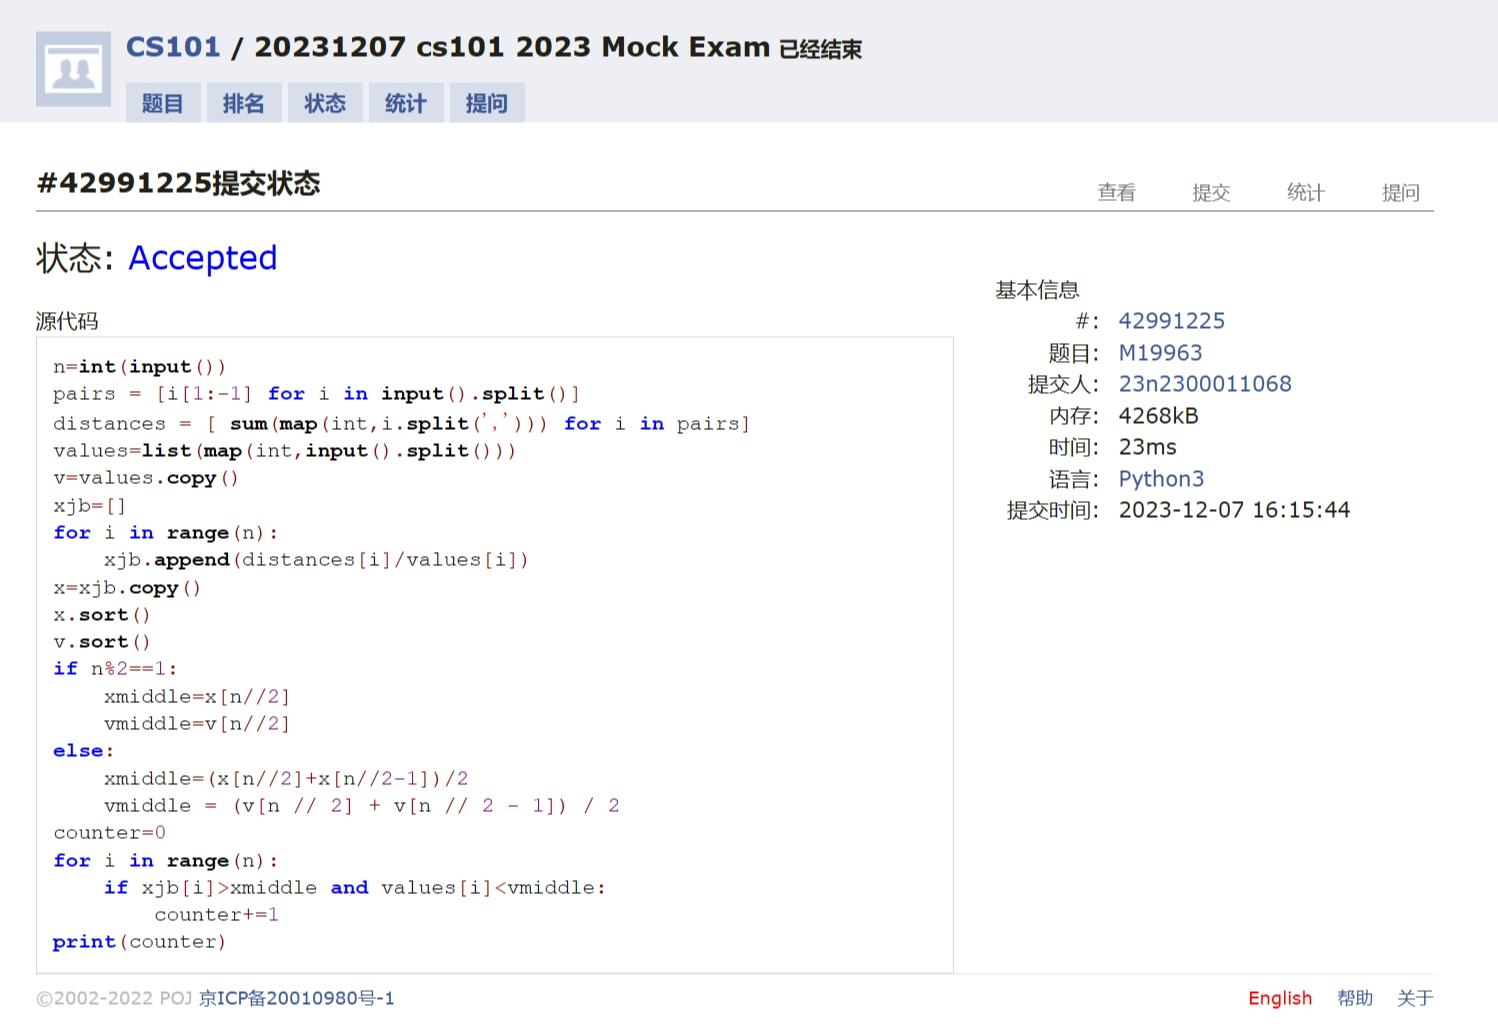 CS101 / 20231207 cs101 2023 Mock Exam 已经结束
题目 排名 状态 统计 提问
#42991225提交状态
查看 提交 统计 提问
状态: Accepted
源代码
n=int(input())
pairs = [i[1:-1] for i in input().split()]
distances = [ sum(map(int,i.split(','))) for i in pairs]
values=list(map(int,input().split()))
v=values.copy()
xjb=[]
for i in range(n):
    xjb.append(distances[i]/values[i])
x=xjb.copy()
x.sort()
v.sort()
if n%2==1:
    xmiddle=x[n//2]
    vmiddle=v[n//2]
else:
    xmiddle=(x[n//2]+x[n//2-1])/2
    vmiddle = (v[n // 2] + v[n // 2 - 1]) / 2
counter=0
for i in range(n):
    if xjb[i]>xmiddle and values[i]<vmiddle:
        counter+=1
print(counter)
基本信息
#: 42991225
题目: M19963
提交人: 23n2300011068
内存: 4268kB
时间: 23ms
语言: Python3
提交时间: 2023-12-07 16:15:44
©2002-2022 POJ 京ICP备20010980号-1
English 帮助 关于